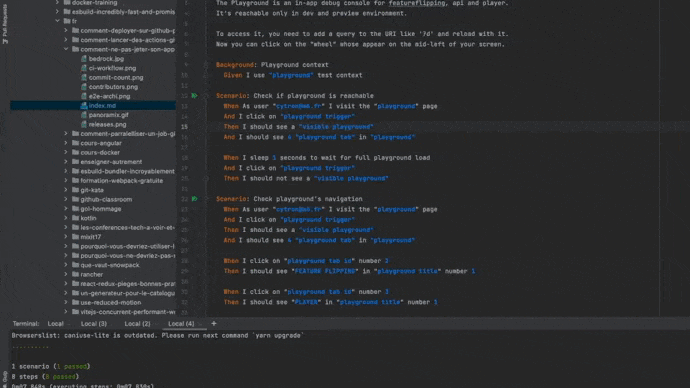 Pull Requests
docker-training
esbuild-incredibly-fast-and-promis
fr
comment-deployer-sur-github-p
comment-lancer-des-actions-gi
comment-ne-pas-jeter-son-app
bedrock.jpg
ci-workflow.png
commit-count.png
contributors.png
e2e-archi.png
index.md
panoramix.gif
releases.png
comment-parralleliser-un-job-gi
cours-angular
cours-docker
enseigner-autrement
esbuild-bundler-incroyablement
formation-webpack-gratuite
git-kata
github-classroom
gol-hommage
kotlin
les-conferences-tech-a-voir-et-
mixit17
pourquoi-vous-devriez-utiliser-l
pourquoi-vous-ne-devriez-pas-
que-vaut-snowpack
rancher
react-redux-pieges-bonnes-prat
un-generateur-pour-le-catalogue
use-reduced-motion
vitejs-concurrent-performant-we
The Playground is an in-app debug console for featureflipping, api and player.
It's reachable only in dev and preview environment.
To access it, you need to add a query to the URI like '?d' and reload with it.
Now you can click on the "wheel" whose appear on the mid-left of your screen.
Background: Playground context
Given I use "playground" test context
Scenario: Check if playground is reachable
When As user "cytron@m6.fr" I visit the "playground" page
And I click on "playground trigger"
Then I should see a "visible playground"
And I should see 6 "playground tab" in "playground"
When I sleep 5 seconds to wait for full playground load
And I click on "playground trigger"
Then I should not see a "visible playground"
Scenario: Check playground's navigation
When As user "cytron@m6.fr" I visit the "playground" page
And I click on "playground trigger"
Then I should see a "visible playground"
And I should see 6 "playground tab" in "playground"
When I click on "playground tab id" number 2
Then I should see "FEATURE FLIPPING" in "playground title" number 1
When I click on "playground tab id" number 3
Then I should see "PLAYER" in "playground title" number 1
Terminal: Local Local (3) Local (2) Local (4) +
Browserslist: caniuse-lite is outdated. Please run next command `yarn upgrade`
..........
1 scenario (1 passed)
8 steps (8 passed)